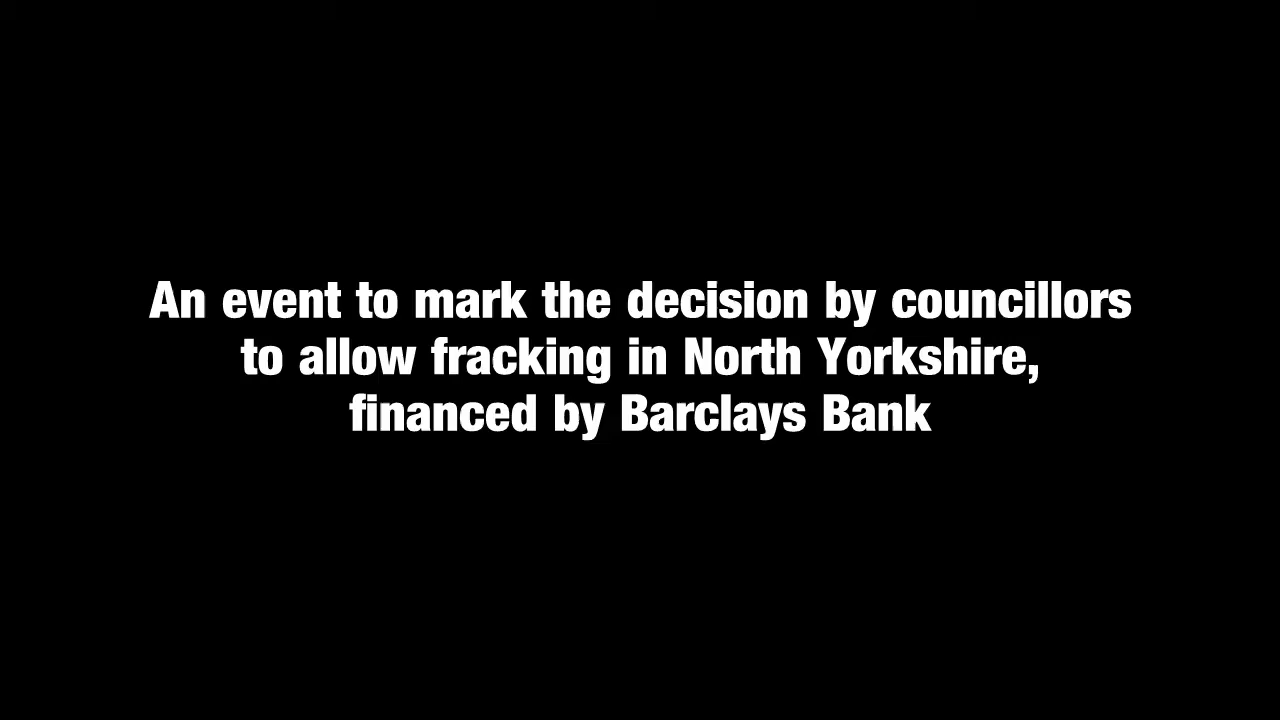 An event to mark the decision by councillors
to allow fracking in North Yorkshire,
financed by Barclays Bank